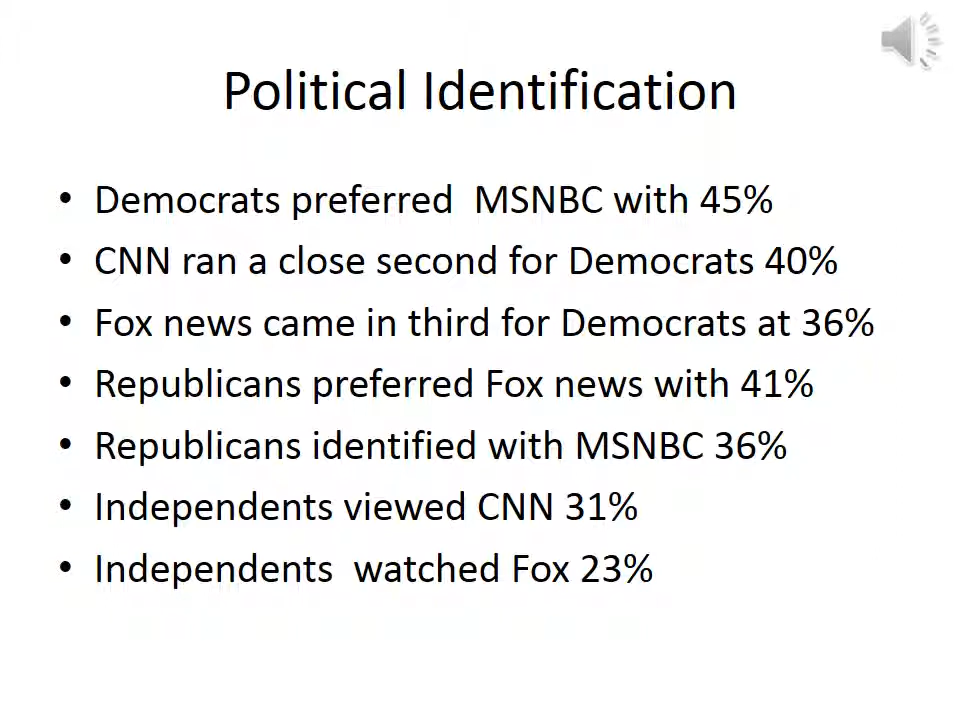 Political Identification
• Democrats preferred  MSNBC with 45%
• CNN ran a close second for Democrats 40%
• Fox news came in third for Democrats at 36%
• Republicans preferred Fox news with 41%
• Republicans identified with MSNBC 36%
• Independents viewed CNN 31%
• Independents  watched Fox 23%